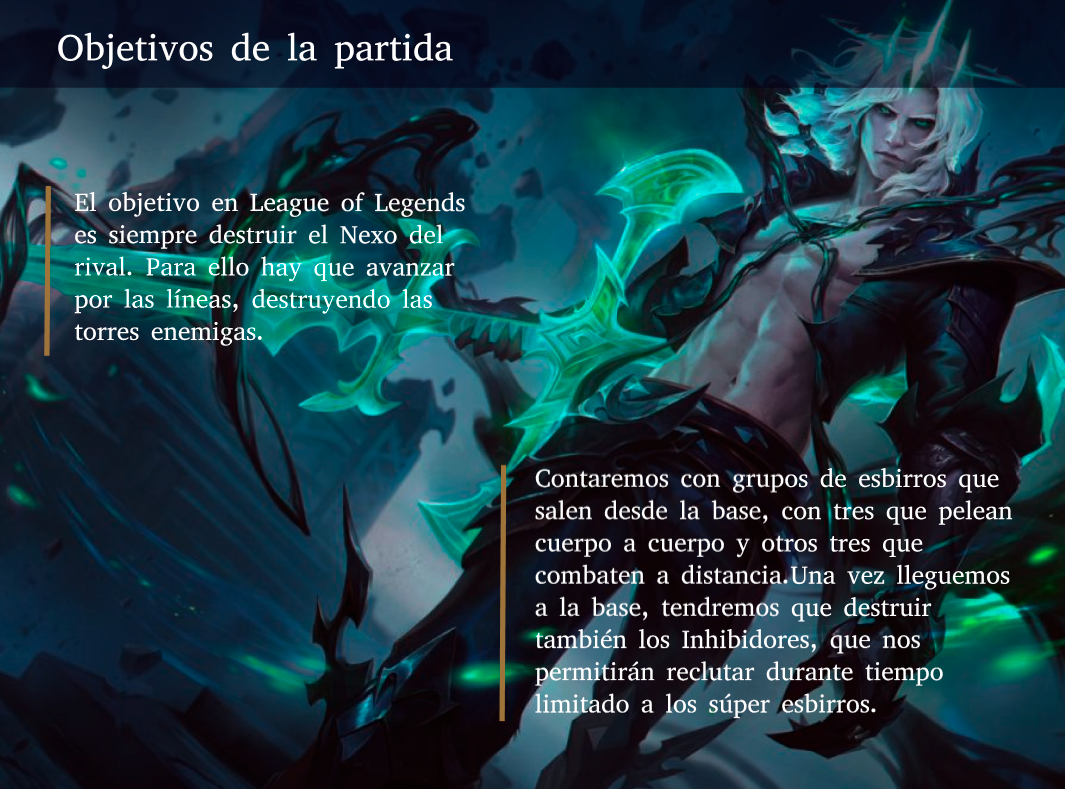 Objetivos de la partida
El objetivo en League of Legends
es siempre destruir el Nexo del
rival. Para ello hay que avanzar
por las líneas, destruyendo las
torres enemigas.
Contaremos con grupos de esbirros que
salen desde la base, con tres que pelean
cuerpo a cuerpo y otros tres que
combaten a distancia.Una vez lleguemos
a la base, tendremos que destruir
también los Inhibidores, que nos
permitirán reclutar durante tiempo
limitado a los súper esbirros.